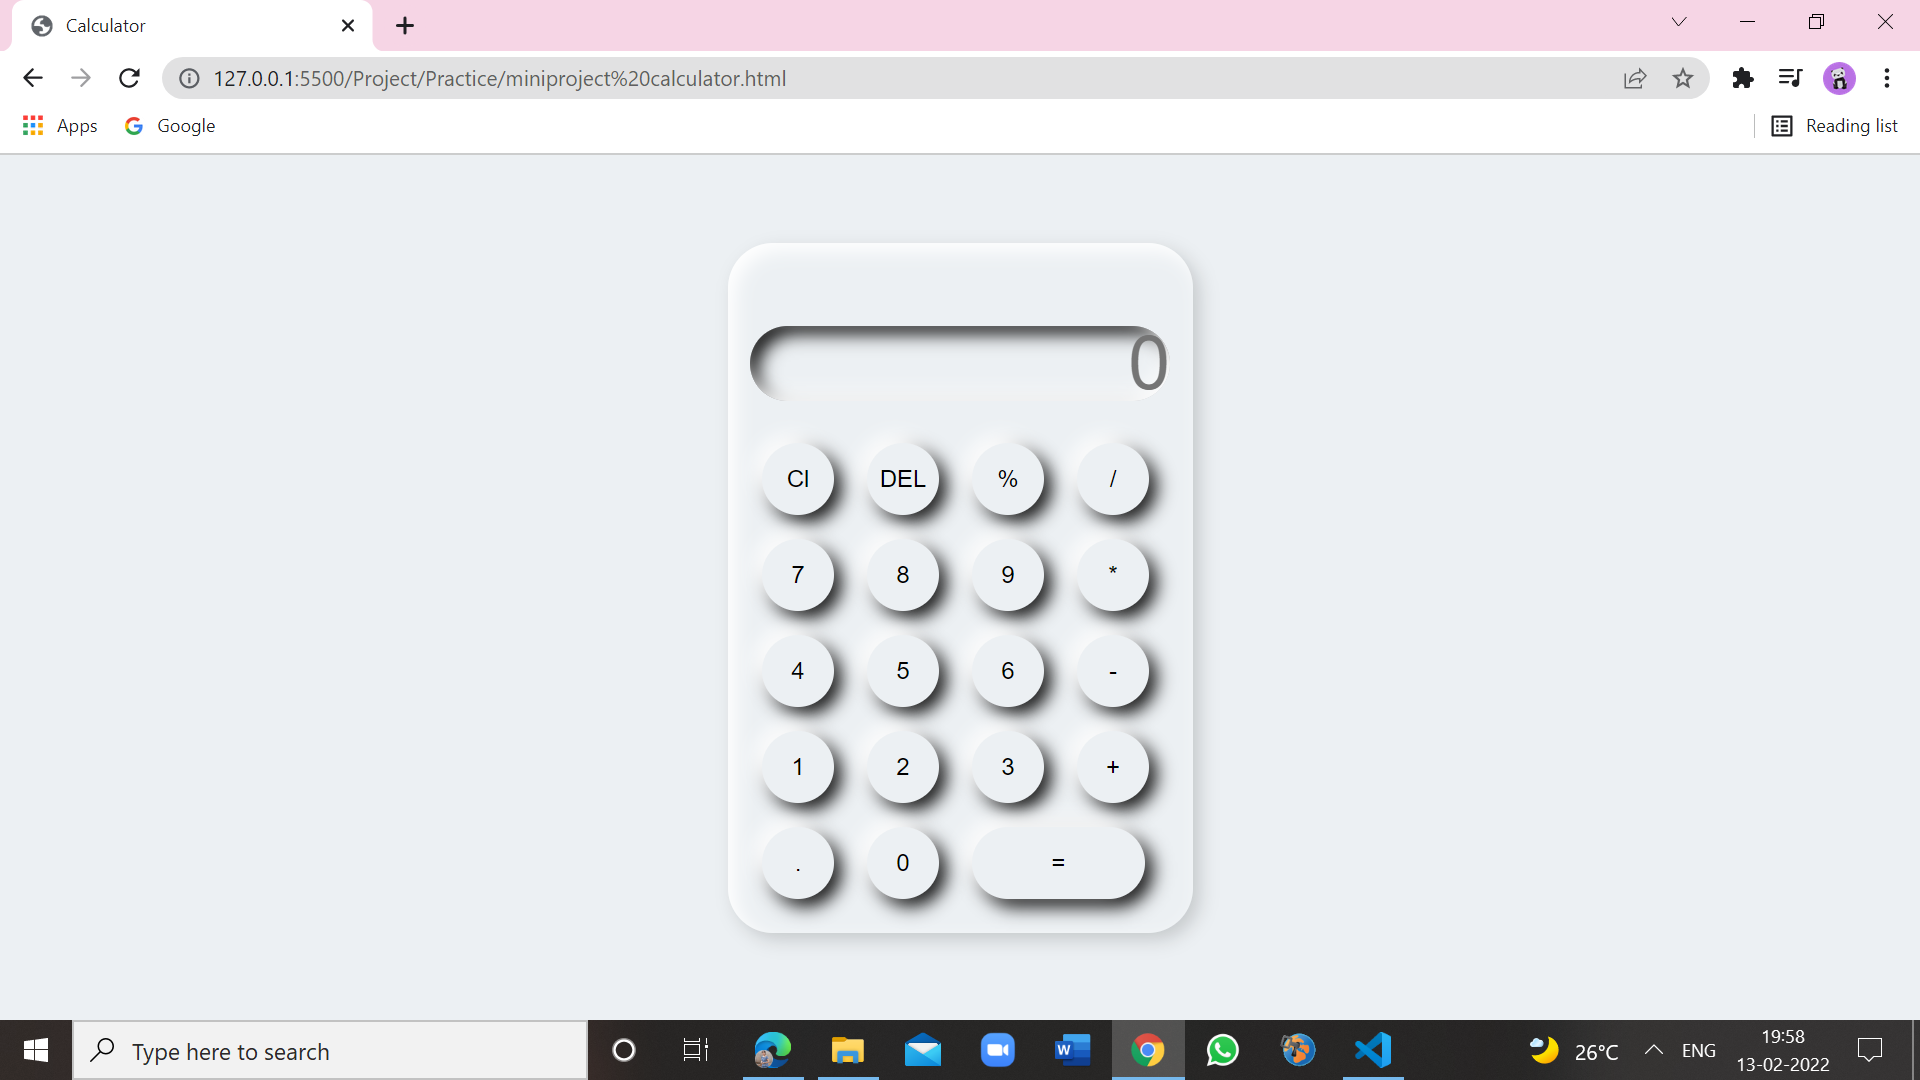 Calculator
127.0.0.1:5500/Project/Practice/miniproject%20calculator.html
Apps Google Reading list
0
Cl DEL % /
7 8 9 *
4 5 6 -
1 2 3 +
. 0 =
Type here to search
26°C ENG
19:58
13-02-2022